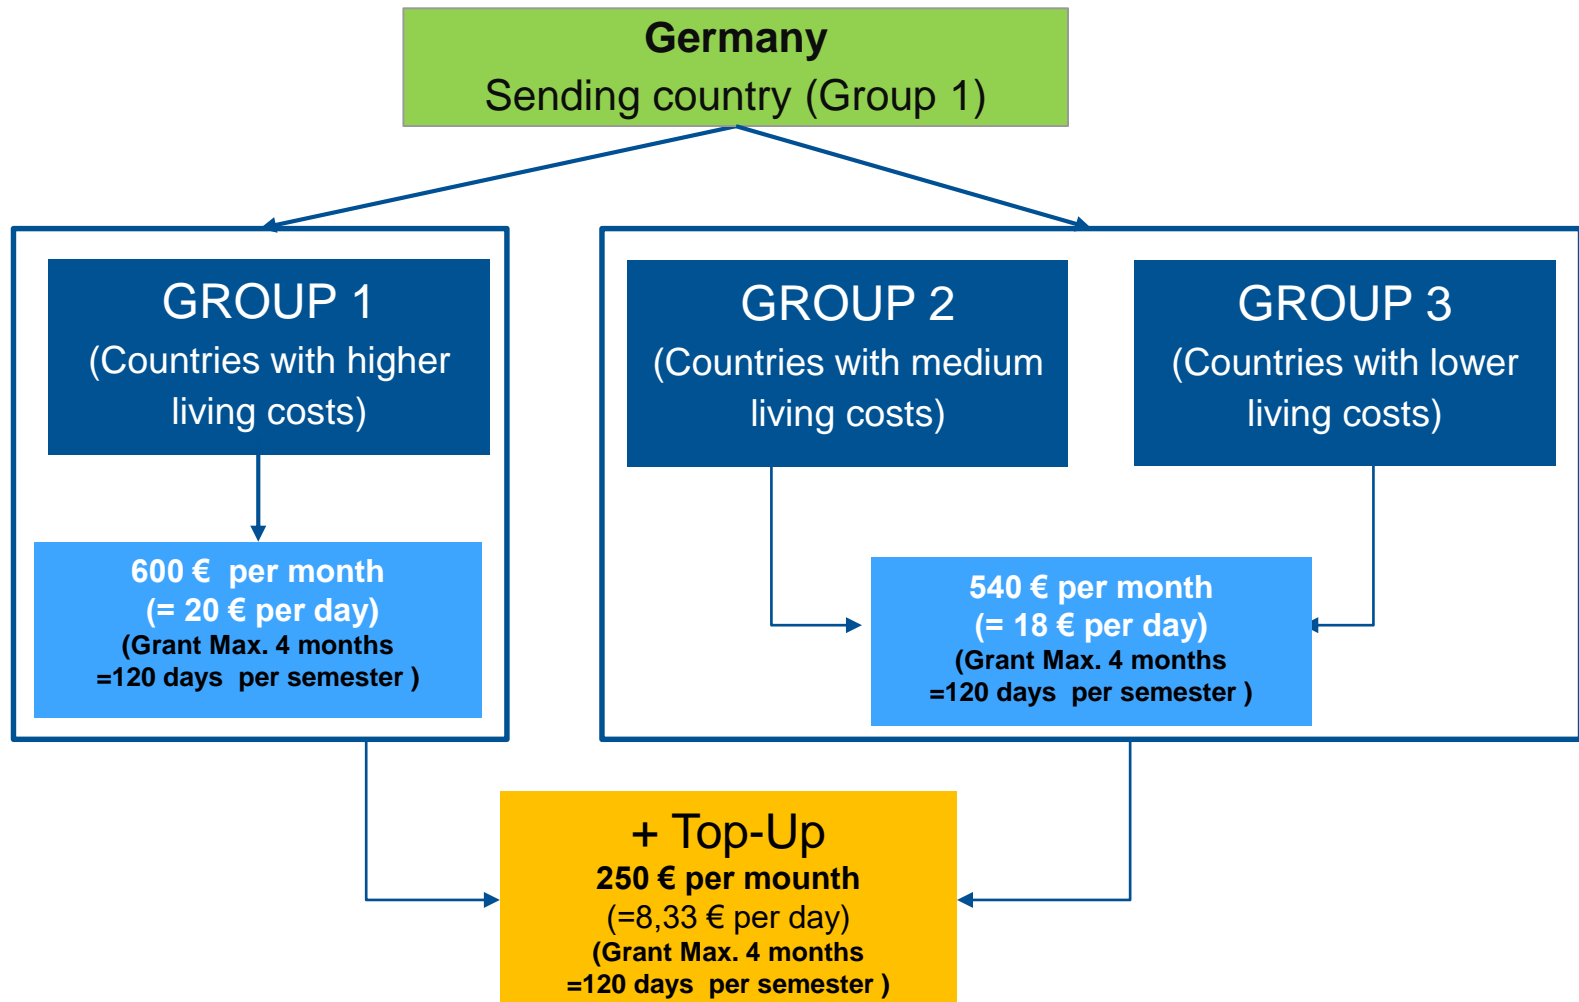 Germany
Sending country (Group 1)
GROUP 1
(Countries with higher
living costs)
600 €  per month
(= 20 € per day)
(Grant Max. 4 months
=120 days  per semester )
GROUP 2
(Countries with medium
living costs)
GROUP 3
(Countries with lower
living costs)
540 € per month
(= 18 € per day)
(Grant Max. 4 months
=120 days  per semester )
+ Top-Up
250 € per mounth
(=8,33 € per day)
(Grant Max. 4 months
=120 days  per semester )